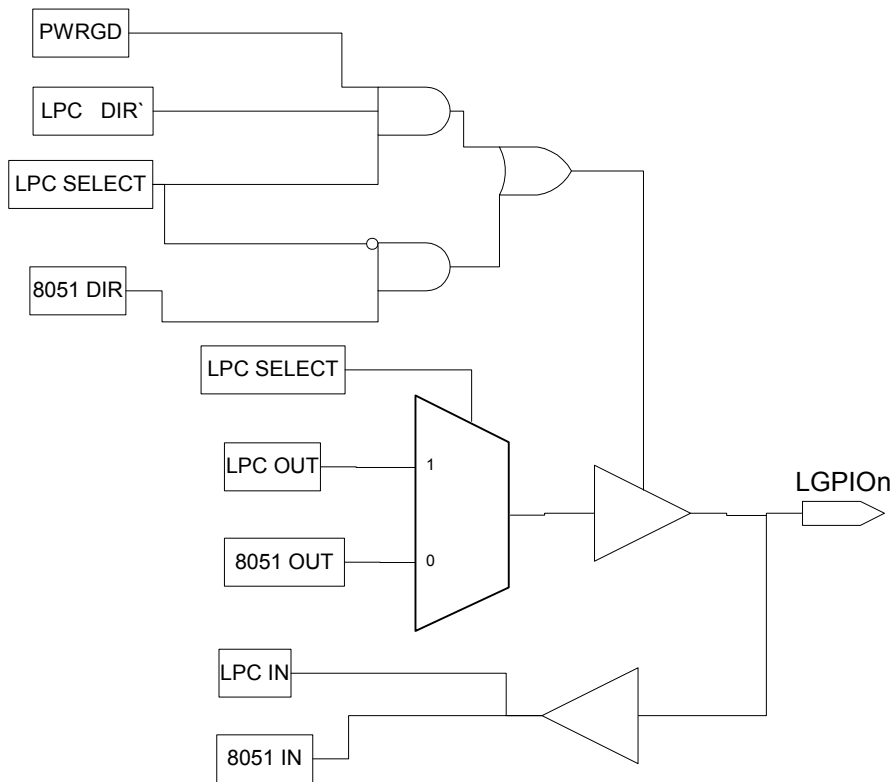 PWRGD
LPC DIR`
LPC SELECT
8051 DIR
LPC SELECT
LPC OUT
1
LGPIOn
8051 OUT
0
LPC IN
8051 IN